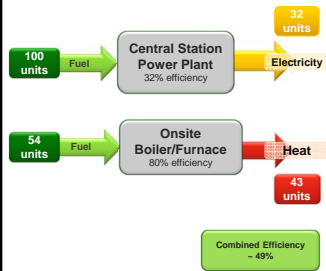 32
units
100
units
Fuel
Central Station
Power Plant
32% efficiency
Electricity
54
units
Fuel
Onsite
Boiler/Furnace
80% efficiency
Heat
43
units
Combined Efficiency
~ 49%